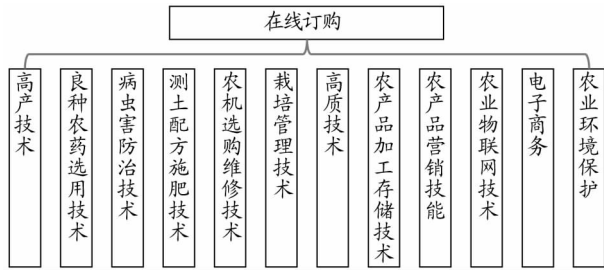 在线订购
高产技术
良种农药选用技术
病虫害防治技术
测土配方施肥技术
农机选购维修技术
栽培管理技术
高质技术
农产品加工存储技术
农产品营销技能
农业物联网技术
电子商务
农业环境保护